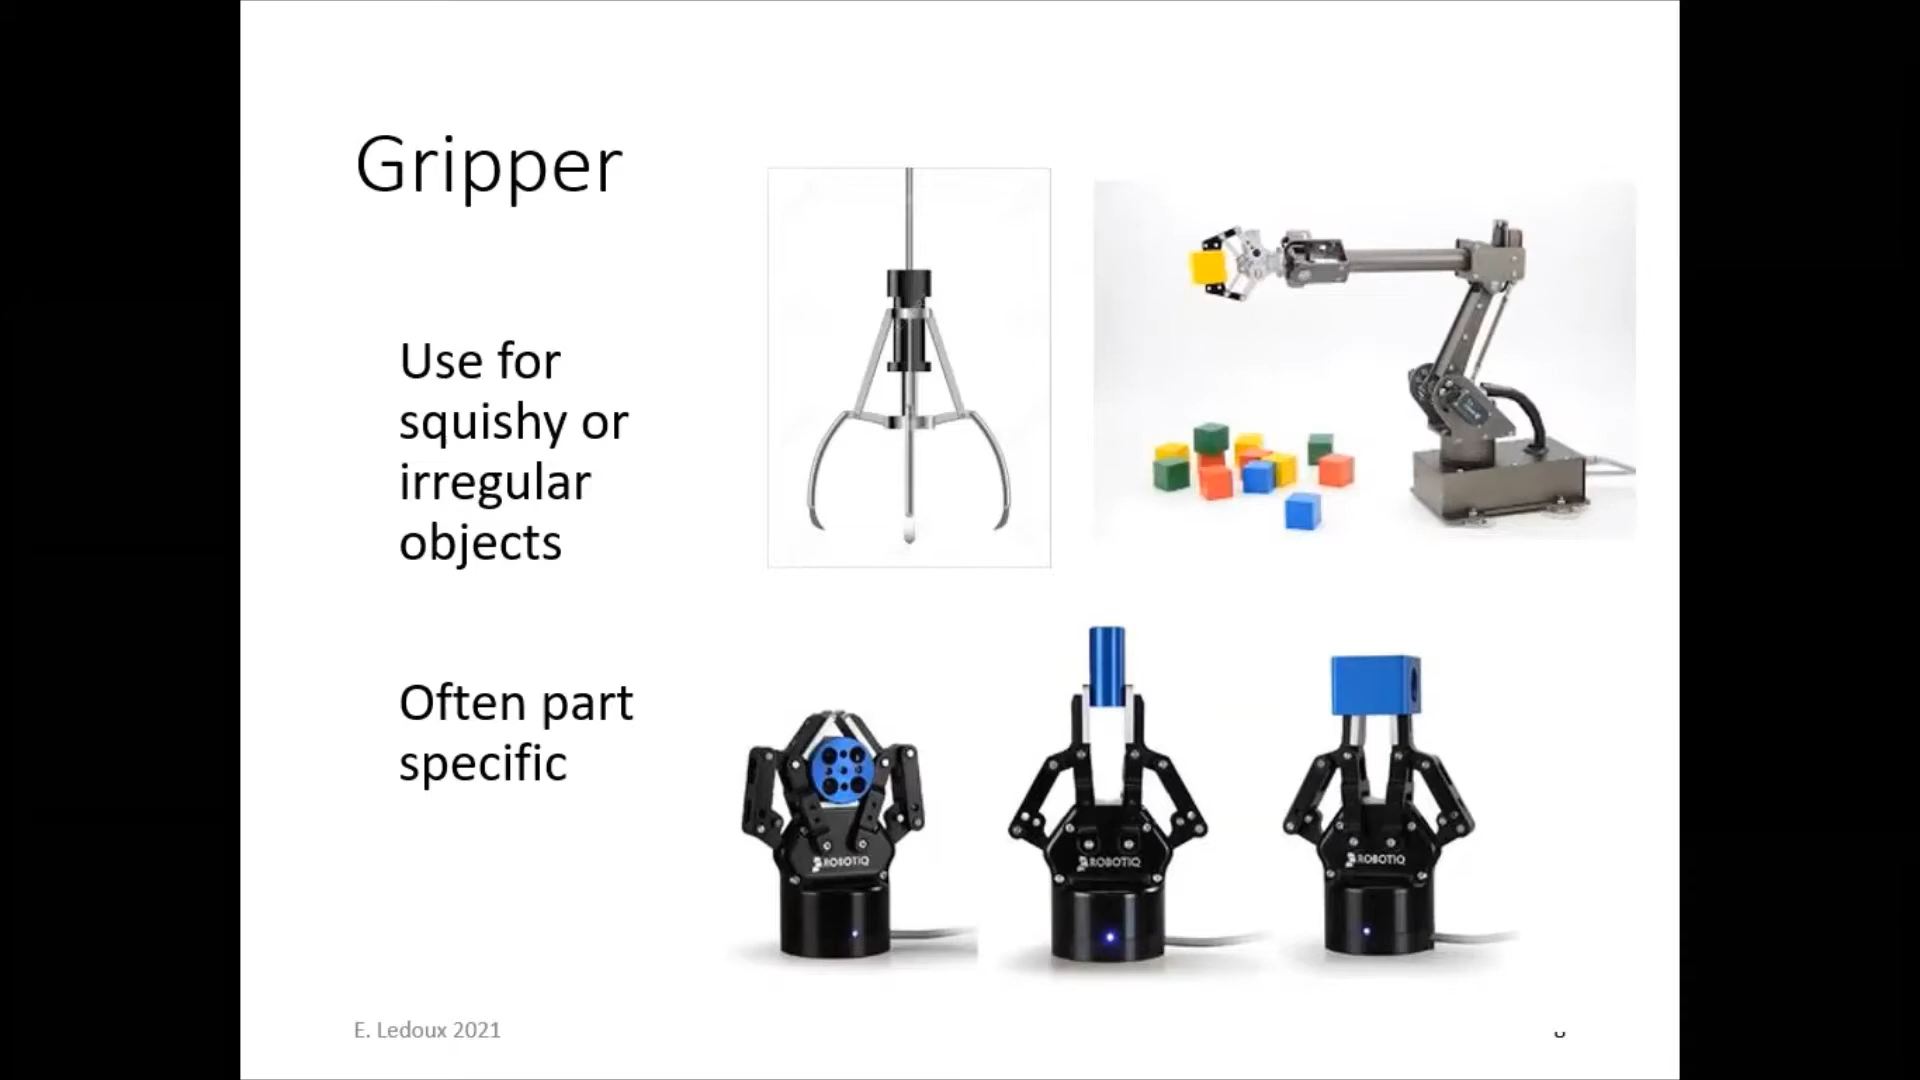 Gripper
Use for
squishy or
irregular
objects
Often part
specific
ROBOTIQ
ROBOTIQ
ROBOTIQ
E. Ledoux 2021